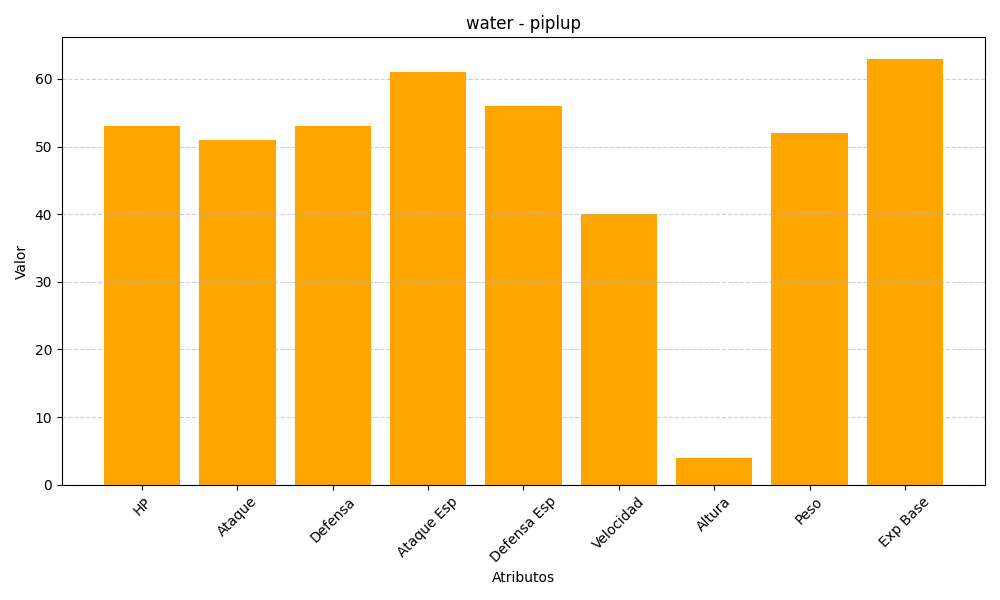 water - piplup
Valor
60
50
40
30
20
10
0
HP
Ataque
Defensa
Ataque Esp
Defensa Esp
Velocidad
Altura
Peso
Exp Base
Atributos